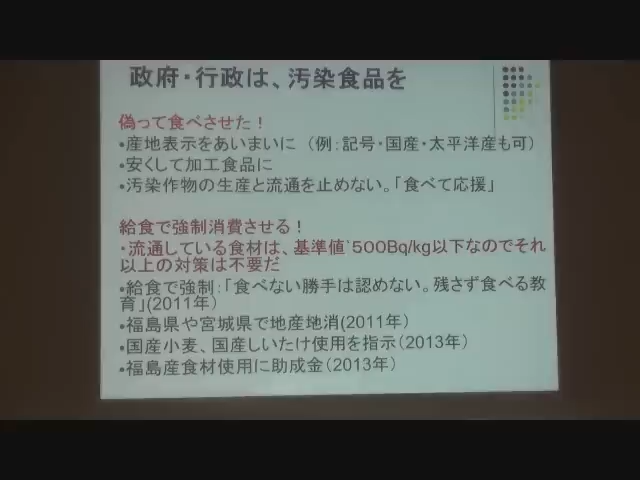 政府・行政は、汚染食品を
偽って食べさせた！
•産地表示をあいまいに （例：記号・国産・太平洋産も可）
•安くして加工食品に
•汚染作物の生産と流通を止めない。「食べて応援」
給食で強制消費させる！
・流通している食材は、基準値`500Bq/kg以下なのでそれ
以上の対策は不要だ
•給食で強制：「食べない勝手は認めない。残さず食べる教
育」(2011年）
•福島県や宮城県で地産地消(2011年）
•国産小麦、国産しいたけ使用を指示（2013年）
•福島産食材使用に助成金（2013年）